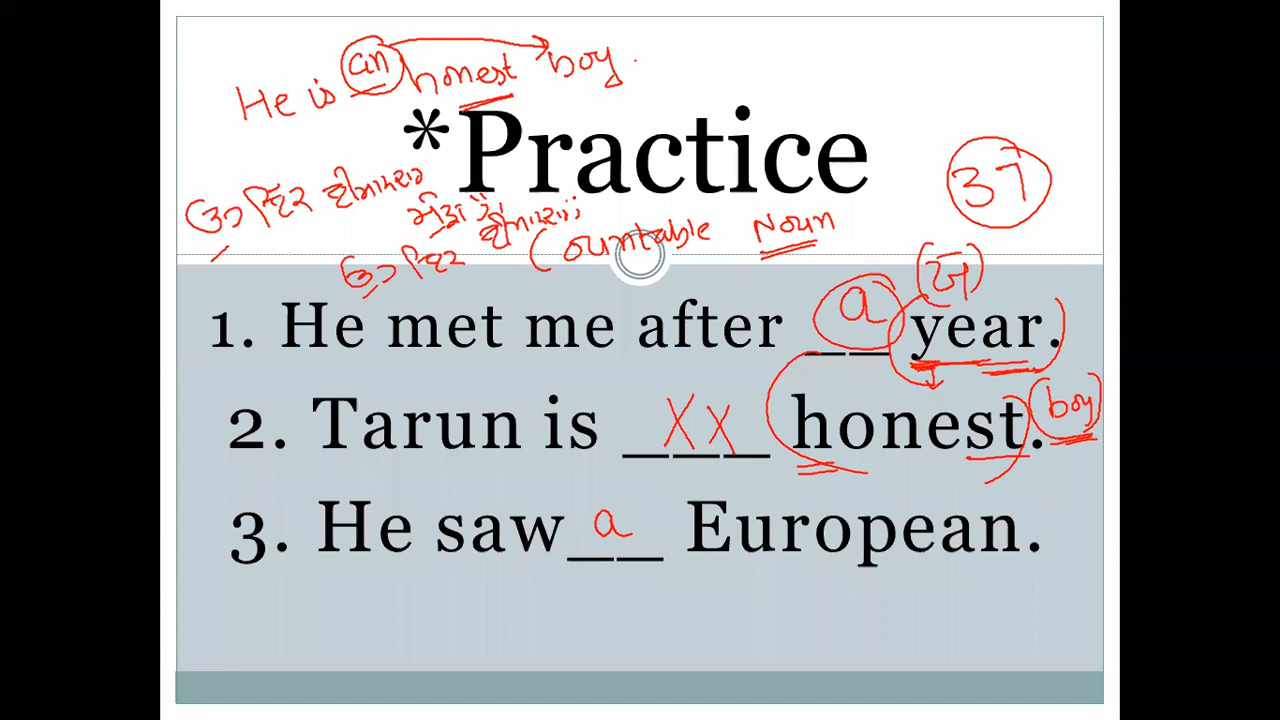 He is an honest boy.
*Practice
37
Countable Noun
1. He met me after a year.
2. Tarun is X X honest. (boy)
3. He saw a European.